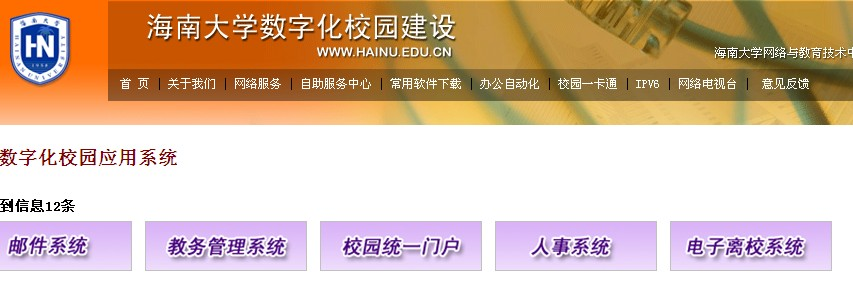 海南大学数字化校园建设
WWW.HAINU.EDU.CN
HN
海南大学网络与教育技术中
首 页 | 关于我们 | 网络服务 | 自助服务中心 | 常用软件下载 | 办公自动化 | 校园一卡通 | IPV6 | 网络电视台 | 意见反馈
数字化校园应用系统
到信息12条
邮件系统 教务管理系统 校园统一门户 人事系统 电子离校系统